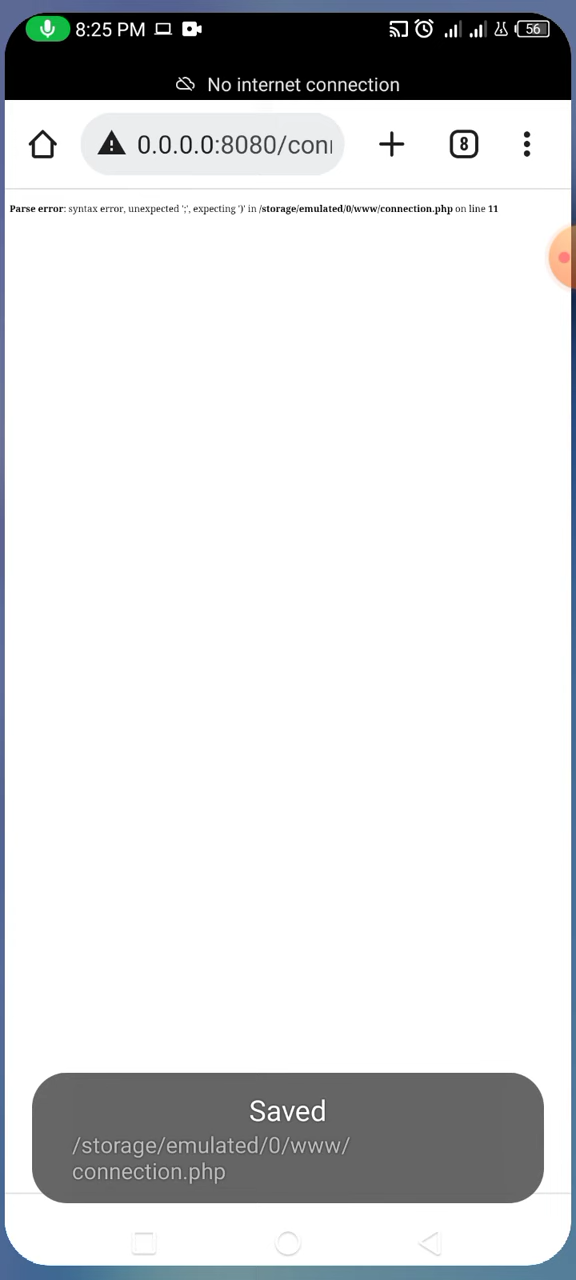 8:25 PM
56
No internet connection
0.0.0.0:8080/con
8
Parse error: syntax error, unexpected ';', expecting ')' in /storage/emulated/0/www/connection.php on line 11
Saved
/storage/emulated/0/www/
connection.php